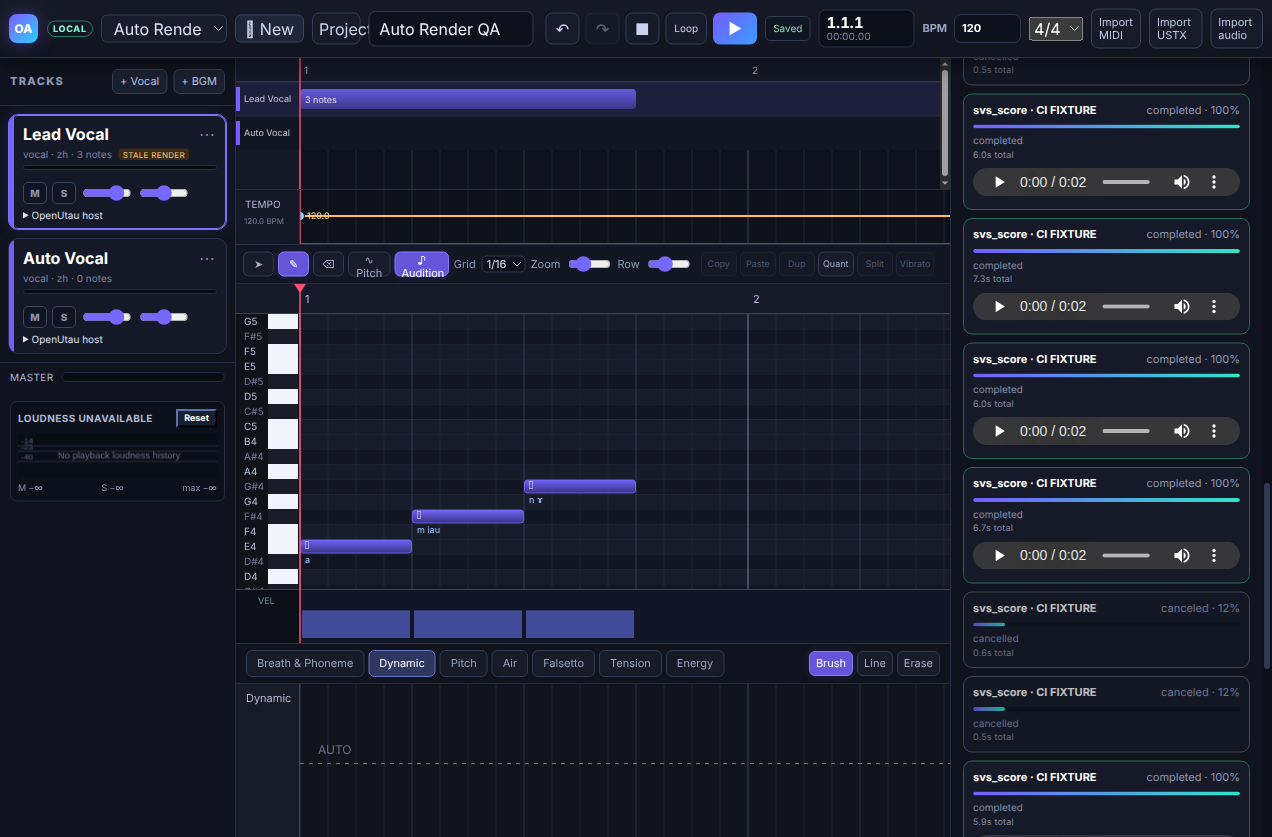 OA
LOCAL
Auto Rende
New
Project
Auto Render QA
Loop
Saved
1.1.1
00:00.00
BPM
120
4/4
Import MIDI
Import USTX
Import audio
TRACKS
+ Vocal
+ BGM
Lead Vocal
vocal · zh · 3 notes
STALE RENDER
M
S
OpenUtau host
Auto Vocal
vocal · zh · 0 notes
M
S
OpenUtau host
MASTER
LOUDNESS UNAVAILABLE
Reset
-14
-23
-40
No playback loudness history
M −∞
S −∞
max −∞
1
2
Lead Vocal
3 notes
Auto Vocal
TEMPO
120.0 BPM
120.0
Pitch
Audition
Grid
1/16
Zoom
Row
Copy
Paste
Dup
Quant
Split
Vibrato
1
2
G5
F#5
F5
E5
D#5
D5
C#5
C5
B4
A#4
A4
G#4
G4
F#4
F4
E4
D#4
D4
n ɤ
m iau
a
VEL
Breath & Phoneme
Dynamic
Pitch
Air
Falsetto
Tension
Energy
Brush
Line
Erase
Dynamic
AUTO
0.5s total
svs_score · CI FIXTURE
completed · 100%
completed
6.0s total
0:00 / 0:02
svs_score · CI FIXTURE
completed · 100%
completed
7.3s total
0:00 / 0:02
svs_score · CI FIXTURE
completed · 100%
completed
6.0s total
0:00 / 0:02
svs_score · CI FIXTURE
completed · 100%
completed
6.7s total
0:00 / 0:02
svs_score · CI FIXTURE
canceled · 12%
cancelled
0.6s total
svs_score · CI FIXTURE
canceled · 12%
cancelled
0.5s total
svs_score · CI FIXTURE
completed · 100%
completed
5.9s total